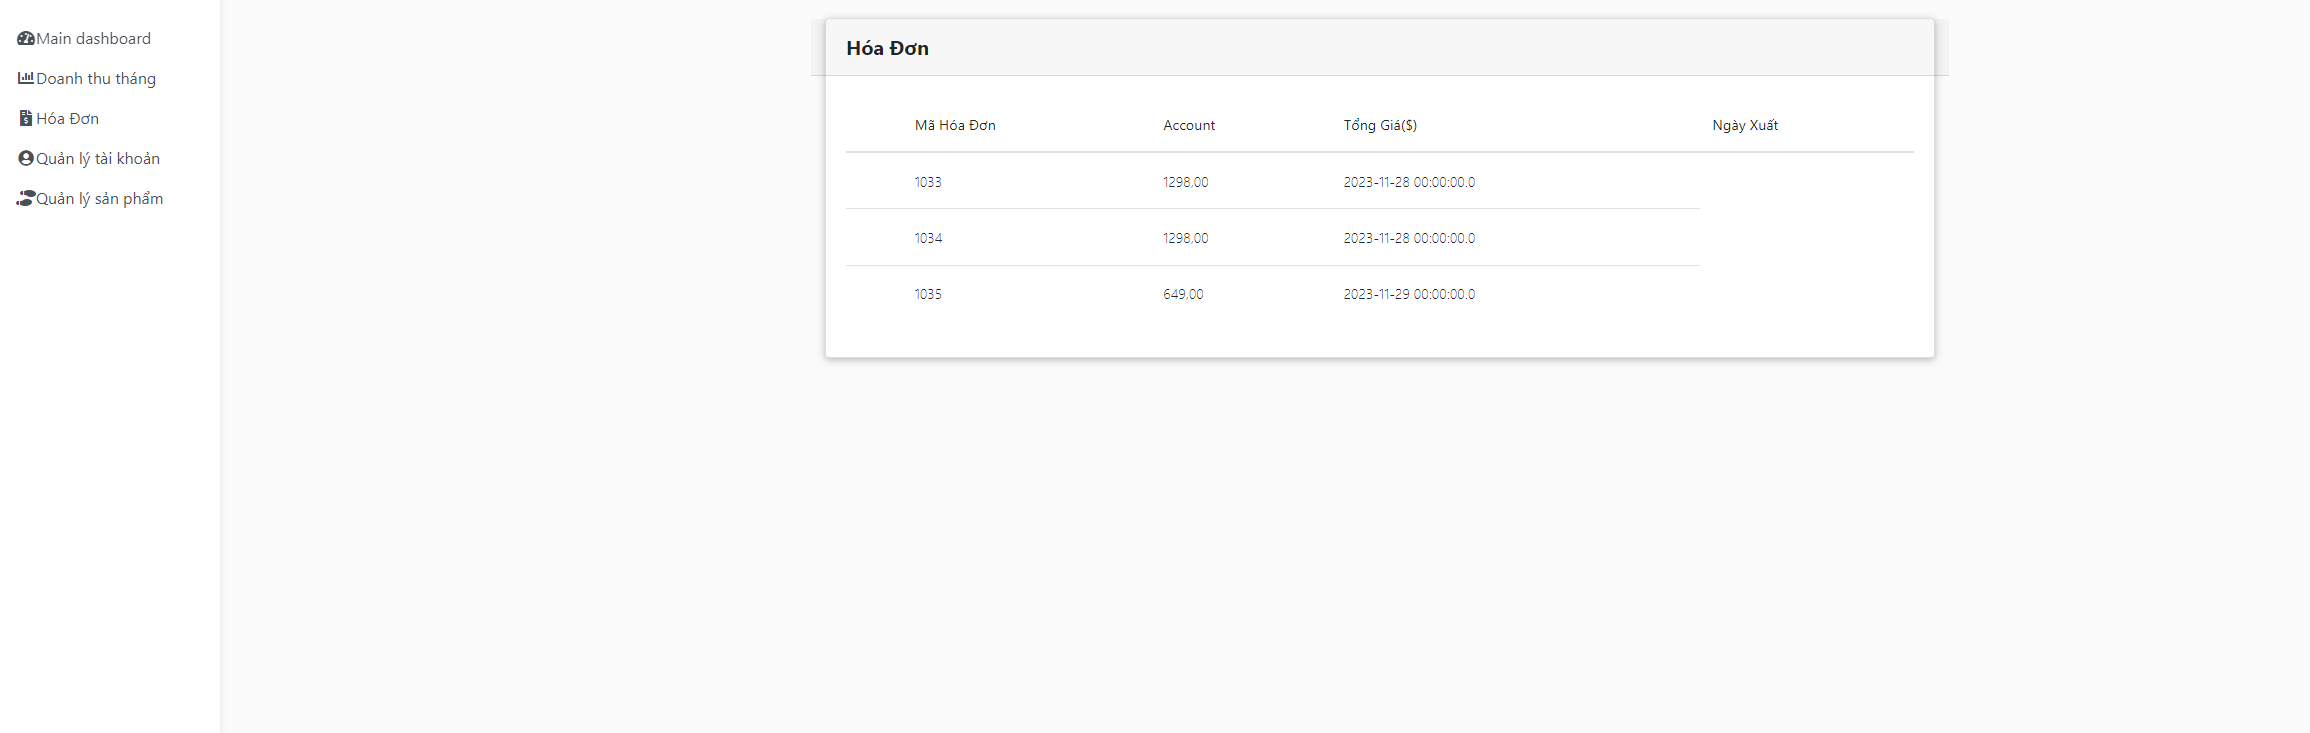 Main dashboard
Doanh thu tháng
Hóa Đơn
Quản lý tài khoản
Quản lý sản phẩm
Hóa Đơn
Mã Hóa Đơn Account Tổng Giá($) Ngày Xuất
1033 1298,00 2023-11-28 00:00:00.0
1034 1298,00 2023-11-28 00:00:00.0
1035 649,00 2023-11-29 00:00:00.0